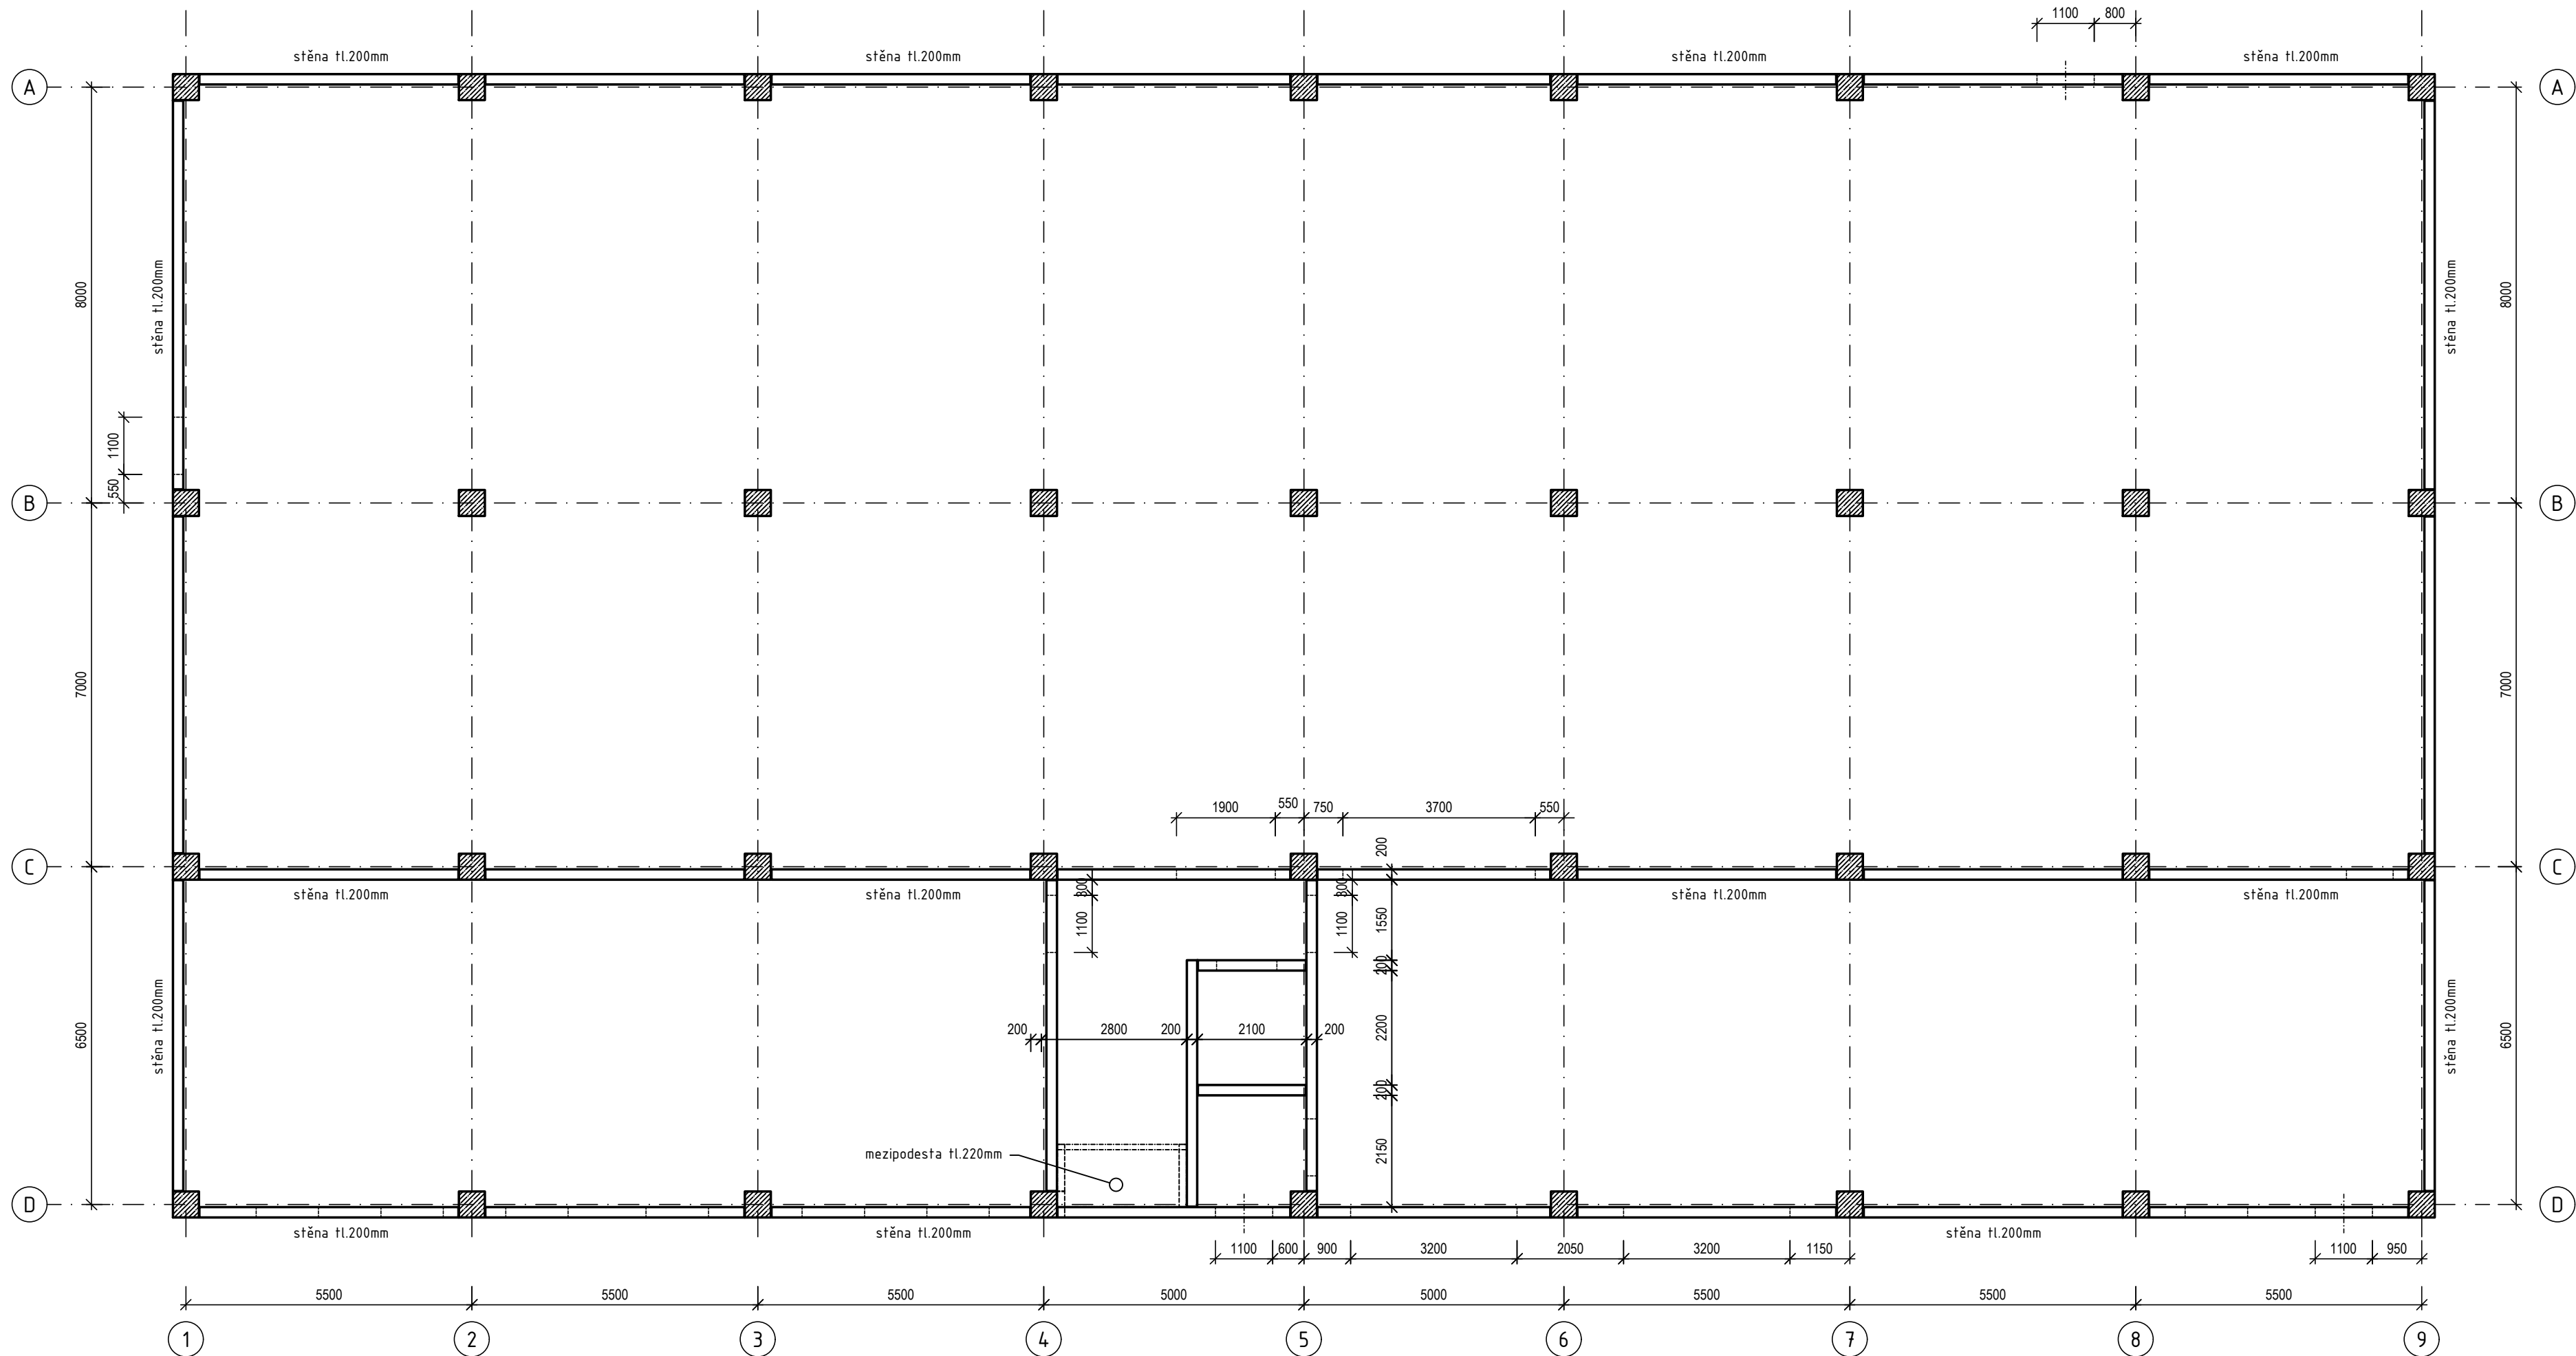 1100 800
stěna tl.200mm stěna tl.200mm stěna tl.200mm stěna tl.200mm
A A
8000 stěna tl.200mm stěna tl.200mm 8000
1100
550
B B
7000 7000
1900 550 750 3700 550
200
C C
stěna tl.200mm stěna tl.200mm stěna tl.200mm stěna tl.200mm
300 300
1100 1100 1550
200
200 2800 200 2100 200 2200
6500 stěna tl.200mm stěna tl.200mm 6500
200
mezipodesta tl.220mm 2150
D D
stěna tl.200mm stěna tl.200mm stěna tl.200mm
1100 600 900 3200 2050 3200 1150 1100 950
5500 5500 5500 5000 5000 5500 5500 5500
1 2 3 4 5 6 7 8 9